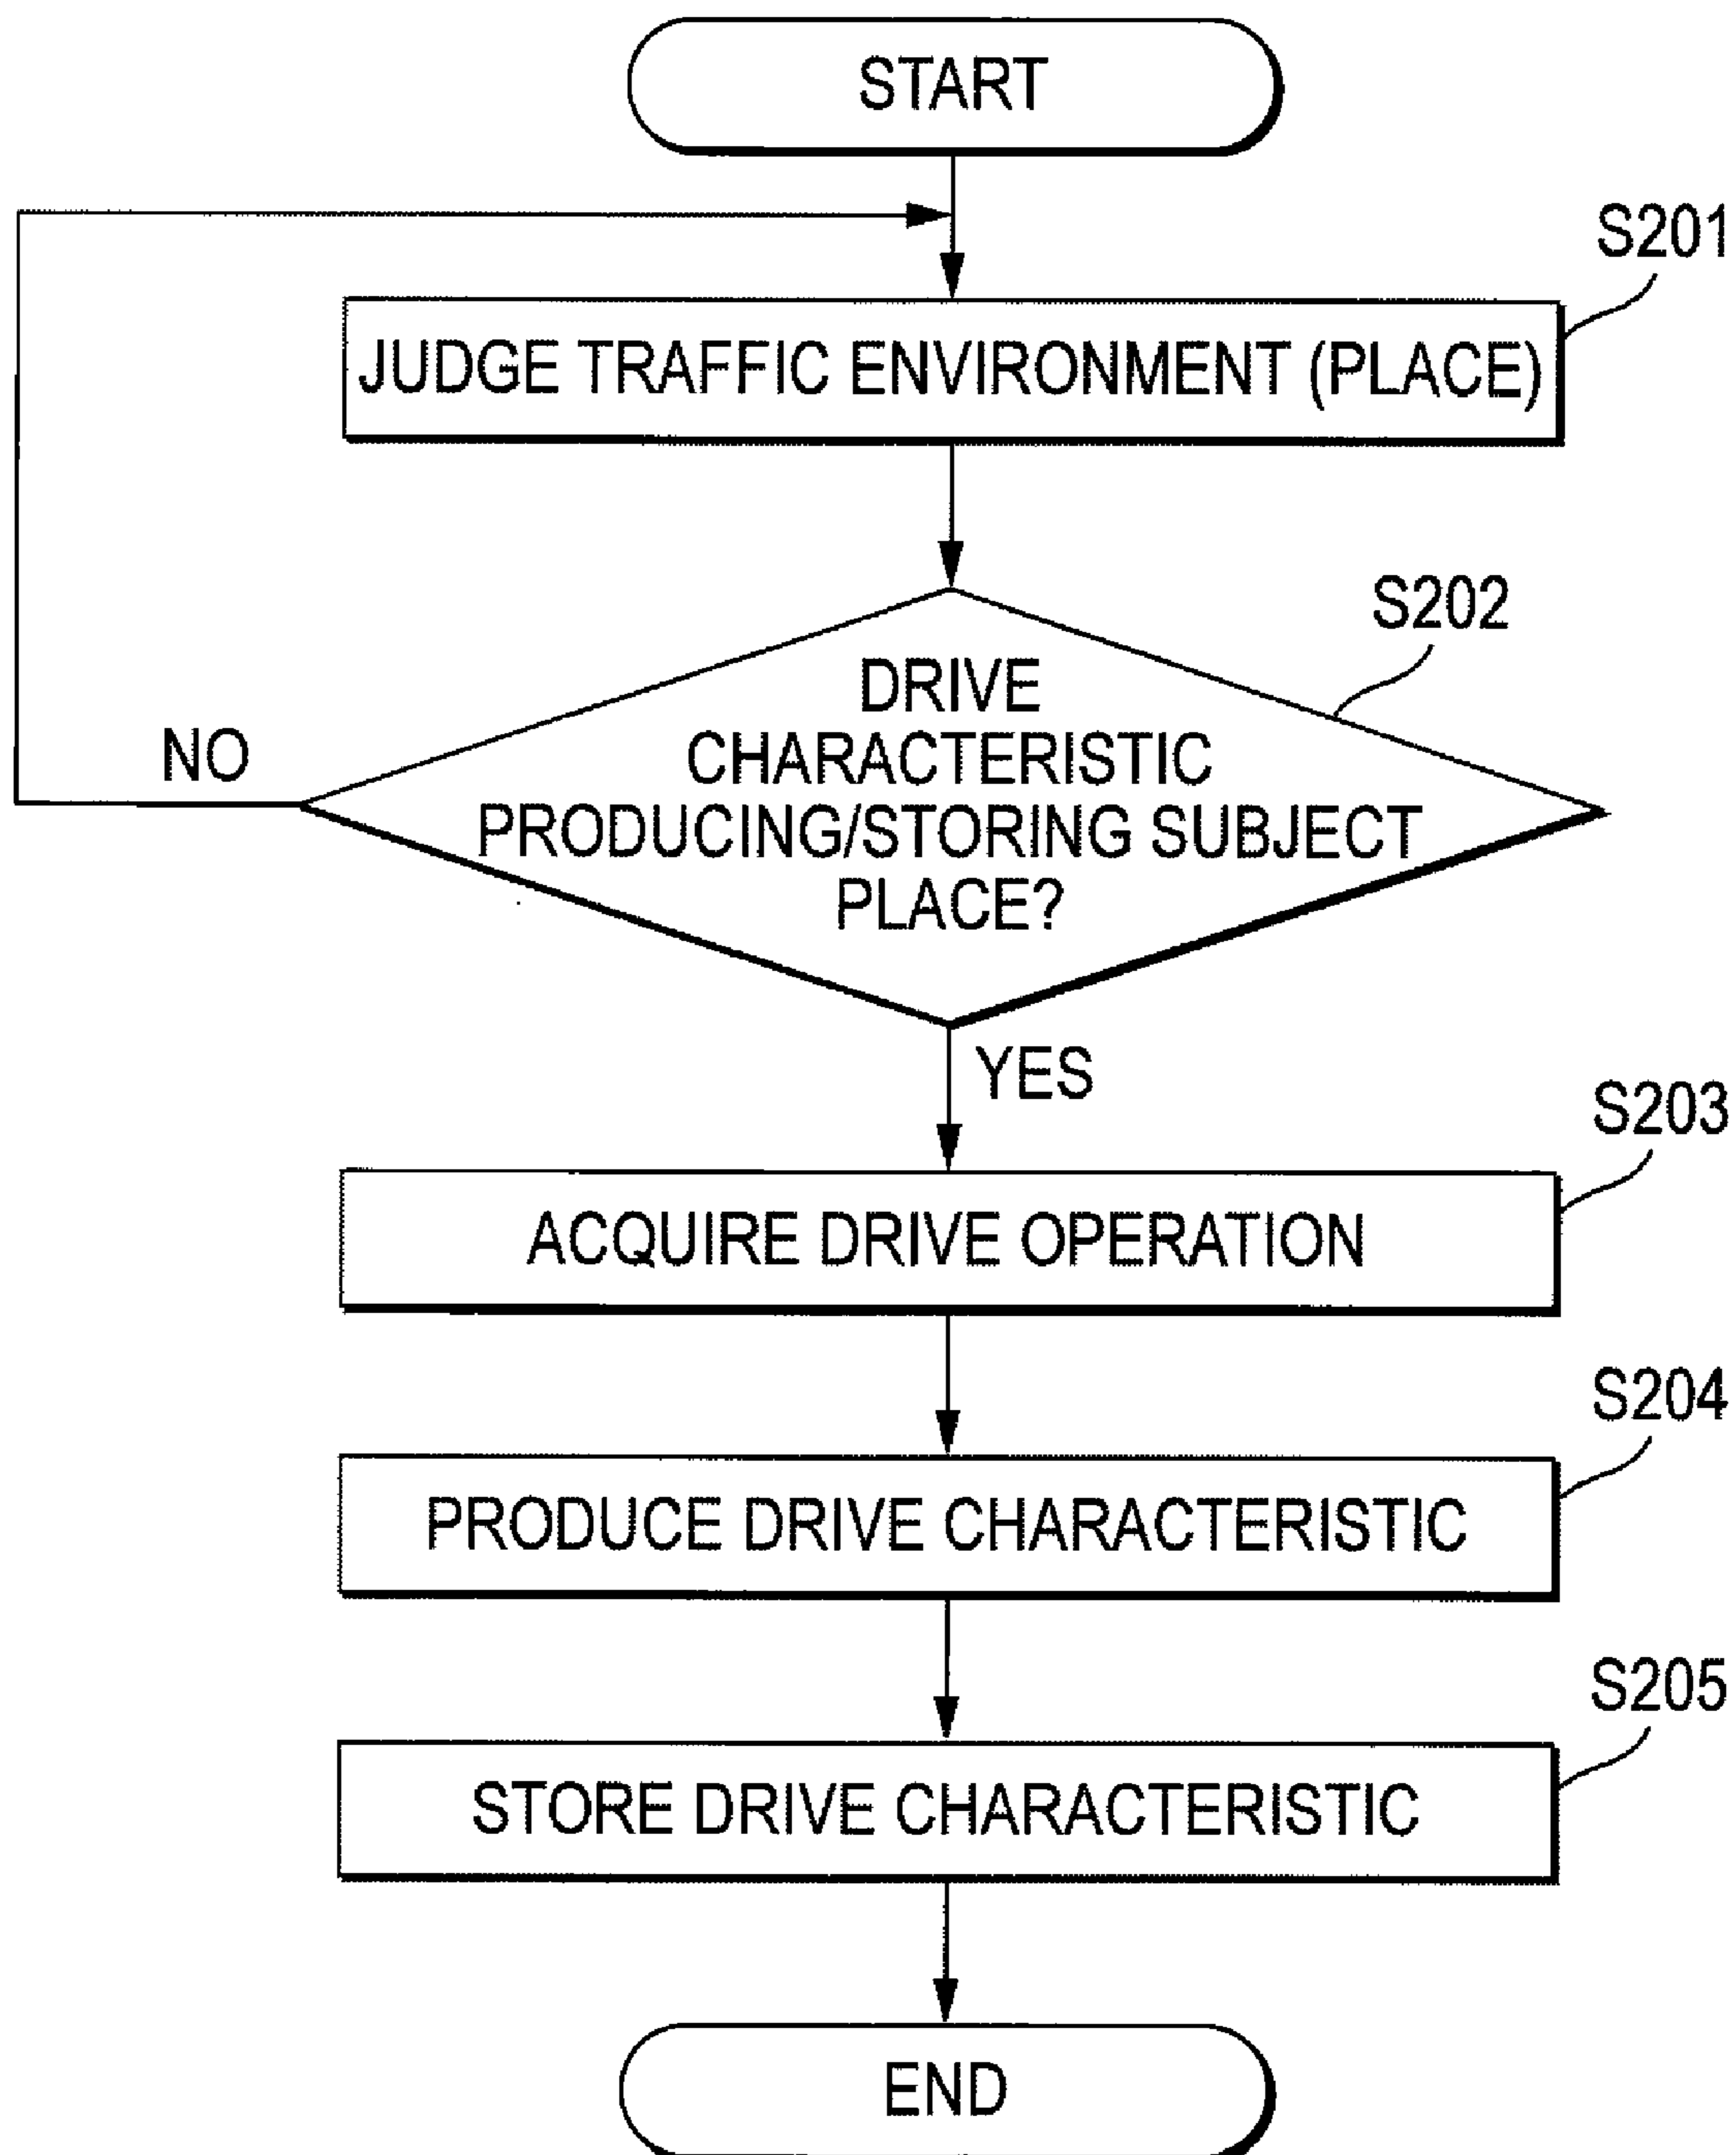 START
S201
JUDGE TRAFFIC ENVIRONMENT (PLACE)
S202
DRIVE
CHARACTERISTIC
PRODUCING/STORING SUBJECT
PLACE?
NO
YES
S203
ACQUIRE DRIVE OPERATION
S204
PRODUCE DRIVE CHARACTERISTIC
S205
STORE DRIVE CHARACTERISTIC
END